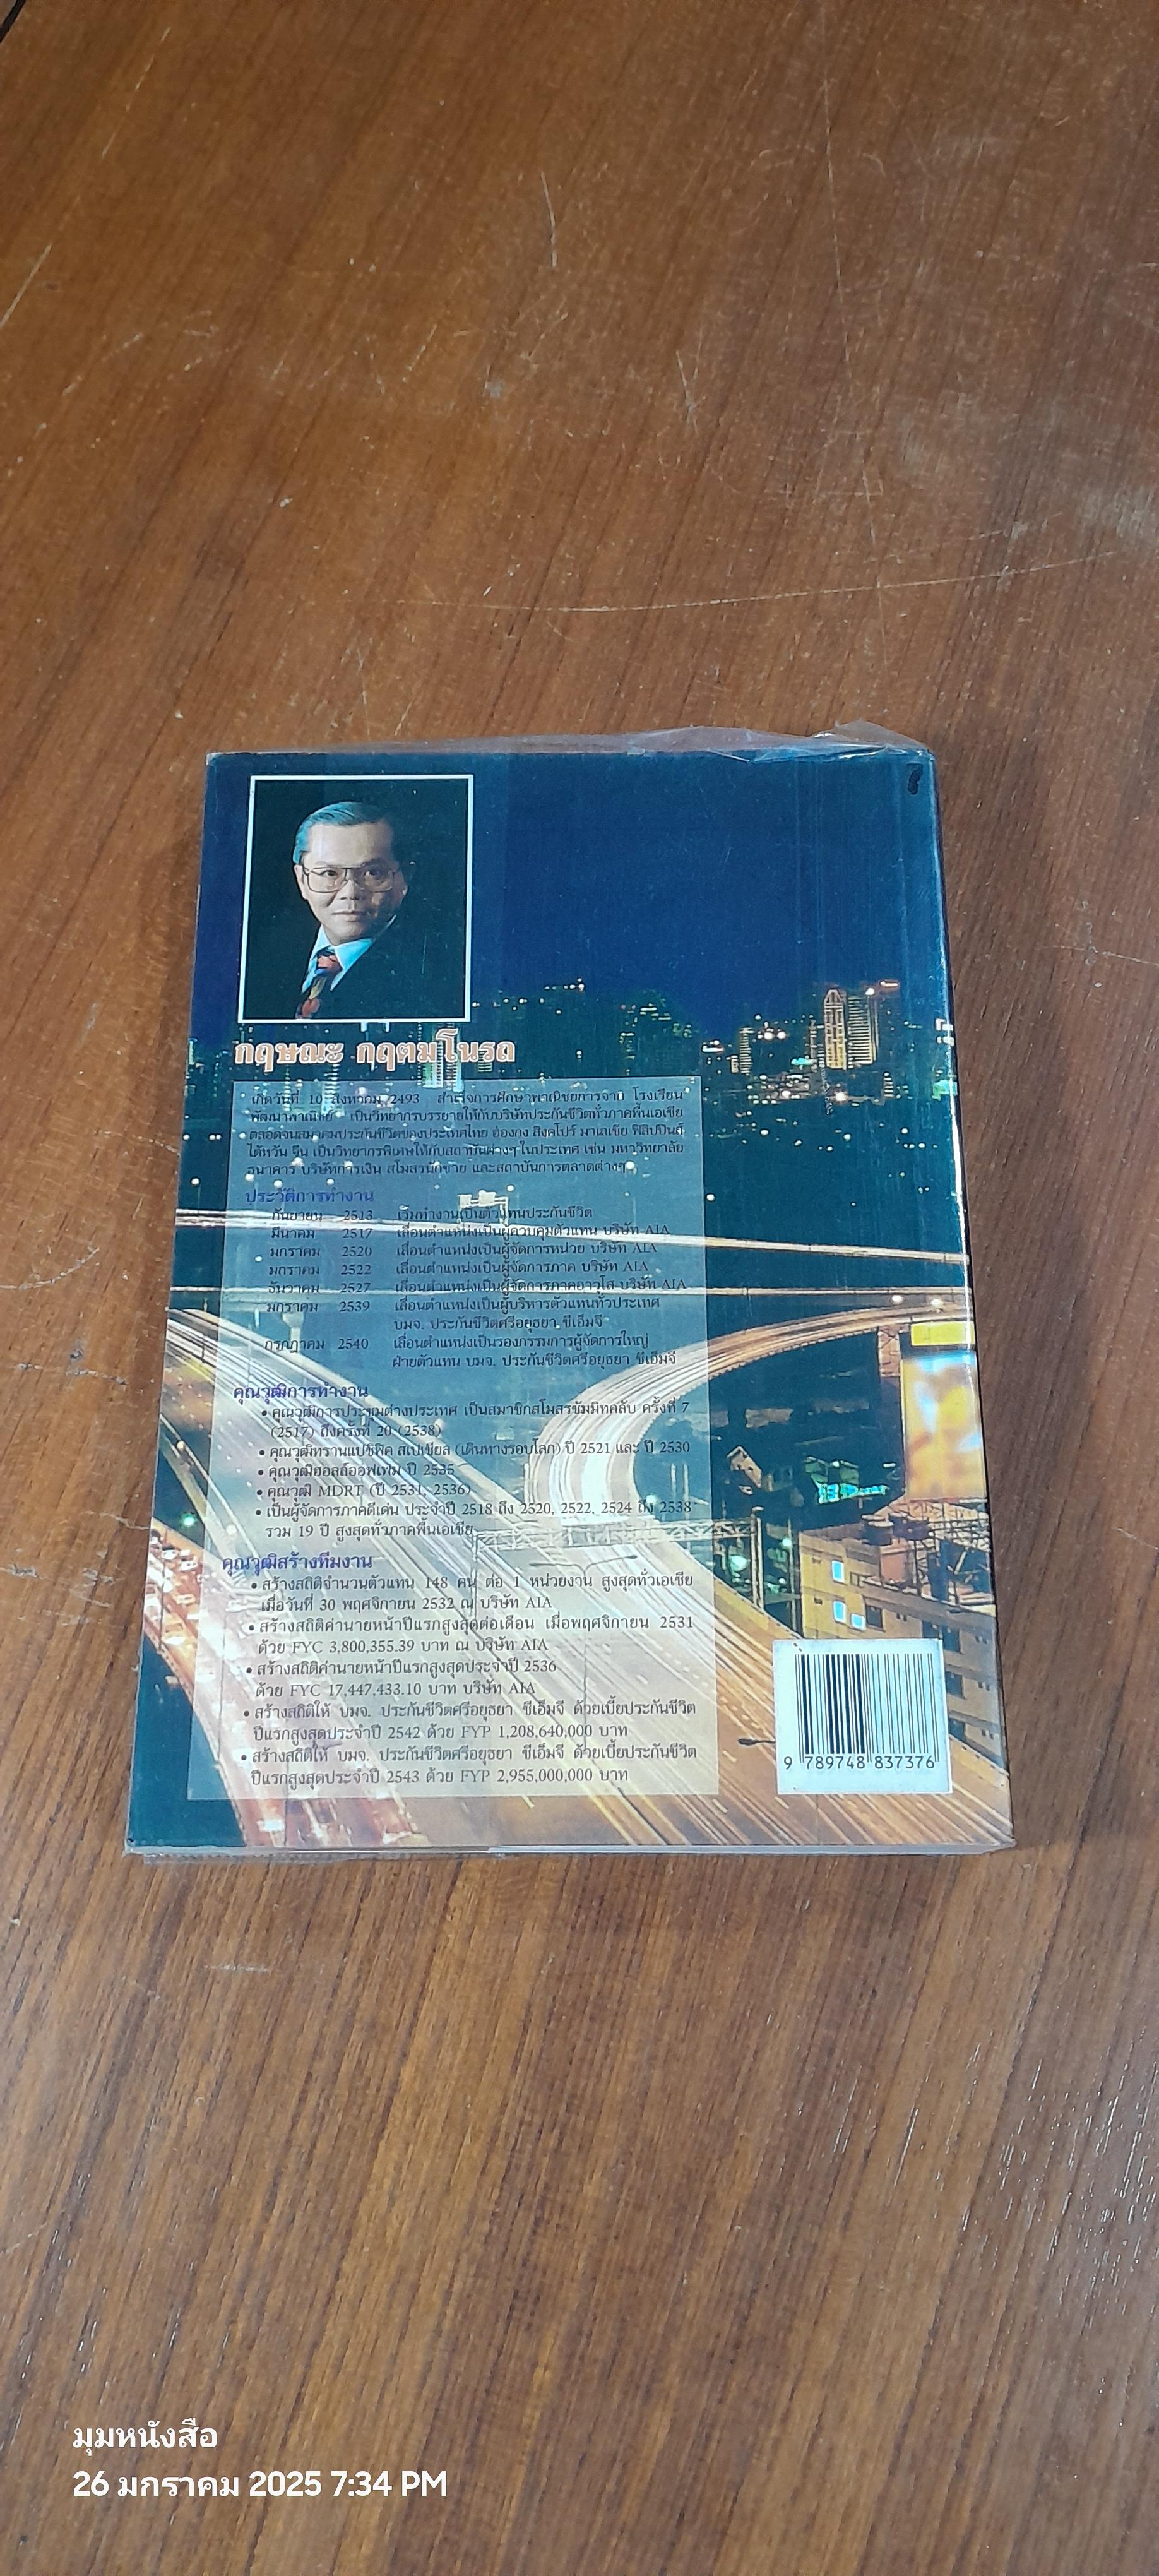 กฤษณะ กฤตมโนรถ
เกิดวันที่ 10 สิงหาคม 2493 สำเร็จการศึกษาพาณิชยการจาก โรงเรียน
พัฒนาพาณิชย์ เป็นวิทยากรบรรยายให้กับบริษัทประกันชีวิตทั่วภาคพื้นเอเชีย
ตลอดจนสมาคมประกันชีวิตของประเทศไทย ฮ่องกง สิงคโปร์ มาเลเซีย ฟิลิปปินส์
ไต้หวัน จีน เป็นวิทยากรพิเศษให้กับสถาบันต่างๆ ในประเทศ เช่น มหาวิทยาลัย
ธนาคาร บริษัทการเงิน สโมสรนักขาย และสถาบันการตลาดต่างๆ
ประวัติการทำงาน
กันยายน 2513 เริ่มทำงานเป็นตัวแทนประกันชีวิต
มีนาคม 2517 เลื่อนตำแหน่งเป็นผู้ควบคุมตัวแทน บริษัท AIA
มกราคม 2520 เลื่อนตำแหน่งเป็นผู้จัดการหน่วย บริษัท AIA
มกราคม 2522 เลื่อนตำแหน่งเป็นผู้จัดการภาค บริษัท AIA
ธันวาคม 2527 เลื่อนตำแหน่งเป็นผู้จัดการภาคอาวุโส บริษัท AIA
มกราคม 2539 เลื่อนตำแหน่งเป็นผู้บริหารตัวแทนทั่วประเทศ
บมจ. ประกันชีวิตศรีอยุธยา ซีเอ็มจี
กรกฎาคม 2540 เลื่อนตำแหน่งเป็นรองกรรมการผู้จัดการใหญ่
ฝ่ายตัวแทน บมจ. ประกันชีวิตศรีอยุธยา ซีเอ็มจี
คุณวุฒิการทำงาน
• คุณวุฒิการประชุมต่างประเทศ เป็นสมาชิกสโมสรซัมมิทคลับ ครั้งที่ 7
(2517) ถึงครั้งที่ 20 (2538)
• คุณวุฒิทรานแปซิฟิค สเปเชียล (เดินทางรอบโลก) ปี 2521 และ ปี 2530
• คุณวุฒิฮอลล์ออฟเฟม ปี 2535
• คุณวุฒิ MDRT (ปี 2531, 2536)
• เป็นผู้จัดการภาคดีเด่น ประจำปี 2518 ถึง 2520, 2522, 2524 ถึง 2538
รวม 19 ปี สูงสุดทั่วภาคพื้นเอเชีย
คุณวุฒิสร้างทีมงาน
• สร้างสถิติจำนวนตัวแทน 148 คน ต่อ 1 หน่วยงาน สูงสุดทั่วเอเชีย
เมื่อวันที่ 30 พฤศจิกายน 2532 ณ บริษัท AIA
• สร้างสถิติค่านายหน้าปีแรกสูงสุดต่อเดือน เมื่อพฤศจิกายน 2531
ด้วย FYC 3,800,355.39 บาท ณ บริษัท AIA
• สร้างสถิติค่านายหน้าปีแรกสูงสุดประจำปี 2536
ด้วย FYC 17,447,433.10 บาท บริษัท AIA
• สร้างสถิติให้ บมจ. ประกันชีวิตศรีอยุธยา ซีเอ็มจี ด้วยเบี้ยประกันชีวิต
ปีแรกสูงสุดประจำปี 2542 ด้วย FYP 1,208,640,000 บาท
• สร้างสถิติให้ บมจ. ประกันชีวิตศรีอยุธยา ซีเอ็มจี ด้วยเบี้ยประกันชีวิต
ปีแรกสูงสุดประจำปี 2543 ด้วย FYP 2,955,000,000 บาท
9 789748 837376
มุมหนังสือ
26 มกราคม 2025 7:34 PM